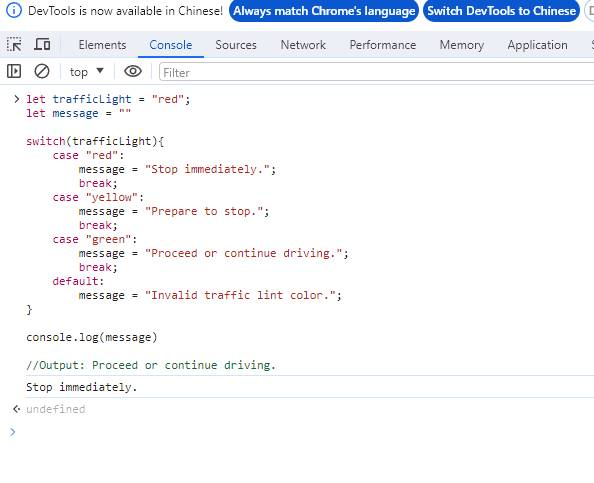 DevTools is now available in Chinese! Always match Chrome's language Switch DevTools to Chinese
Elements Console Sources Network Performance Memory Application
top Filter
let trafficLight = "red";
let message = ""
switch(trafficLight){
    case "red":
        message = "Stop immediately.";
        break;
    case "yellow":
        message = "Prepare to stop.";
        break;
    case "green":
        message = "Proceed or continue driving.";
        break;
    default:
        message = "Invalid traffic lint color.";
}
console.log(message)
//Output: Proceed or continue driving.
Stop immediately.
undefined